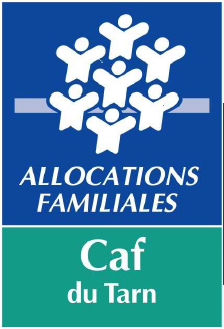 ALLOCATIONS
FAMILIALES
Caf
du Tarn